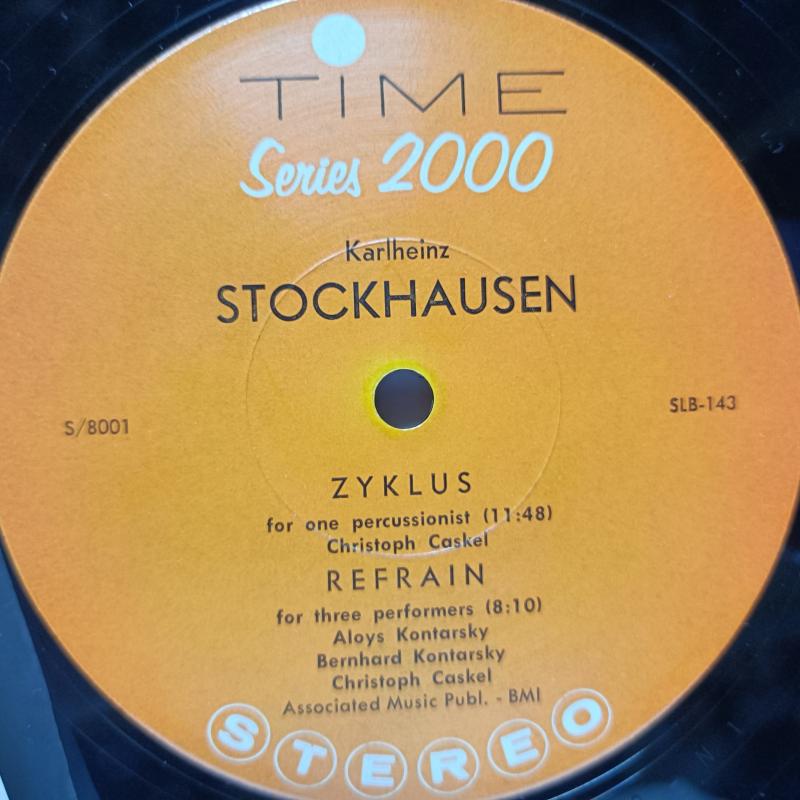 TIME
Series 2000
Karlheinz
STOCKHAUSEN
S/8001
SLB-143
ZYKLUS
for one percussionist (11:48)
Christoph Caskel
REFRAIN
for three performers (8:10)
Aloys Kontarsky
Bernhard Kontarsky
Christoph Caskel
Associated Music Publ. - BMI
STEREO